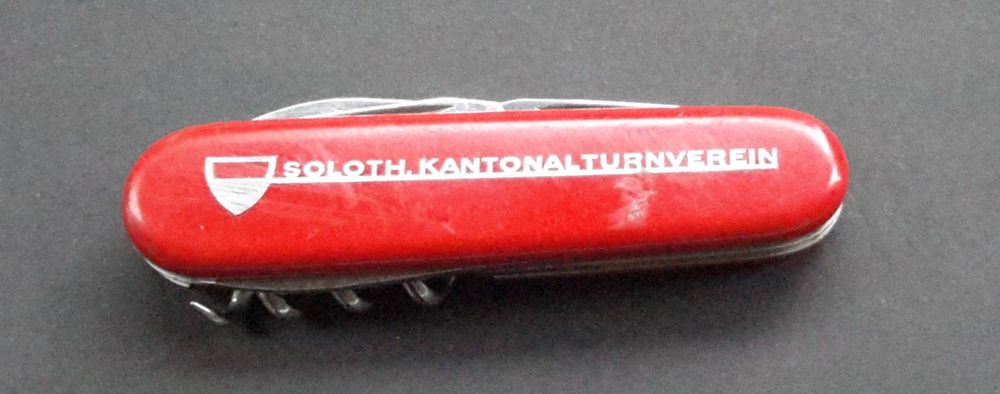 SOLOTH. KANTONALTURNVEREIN